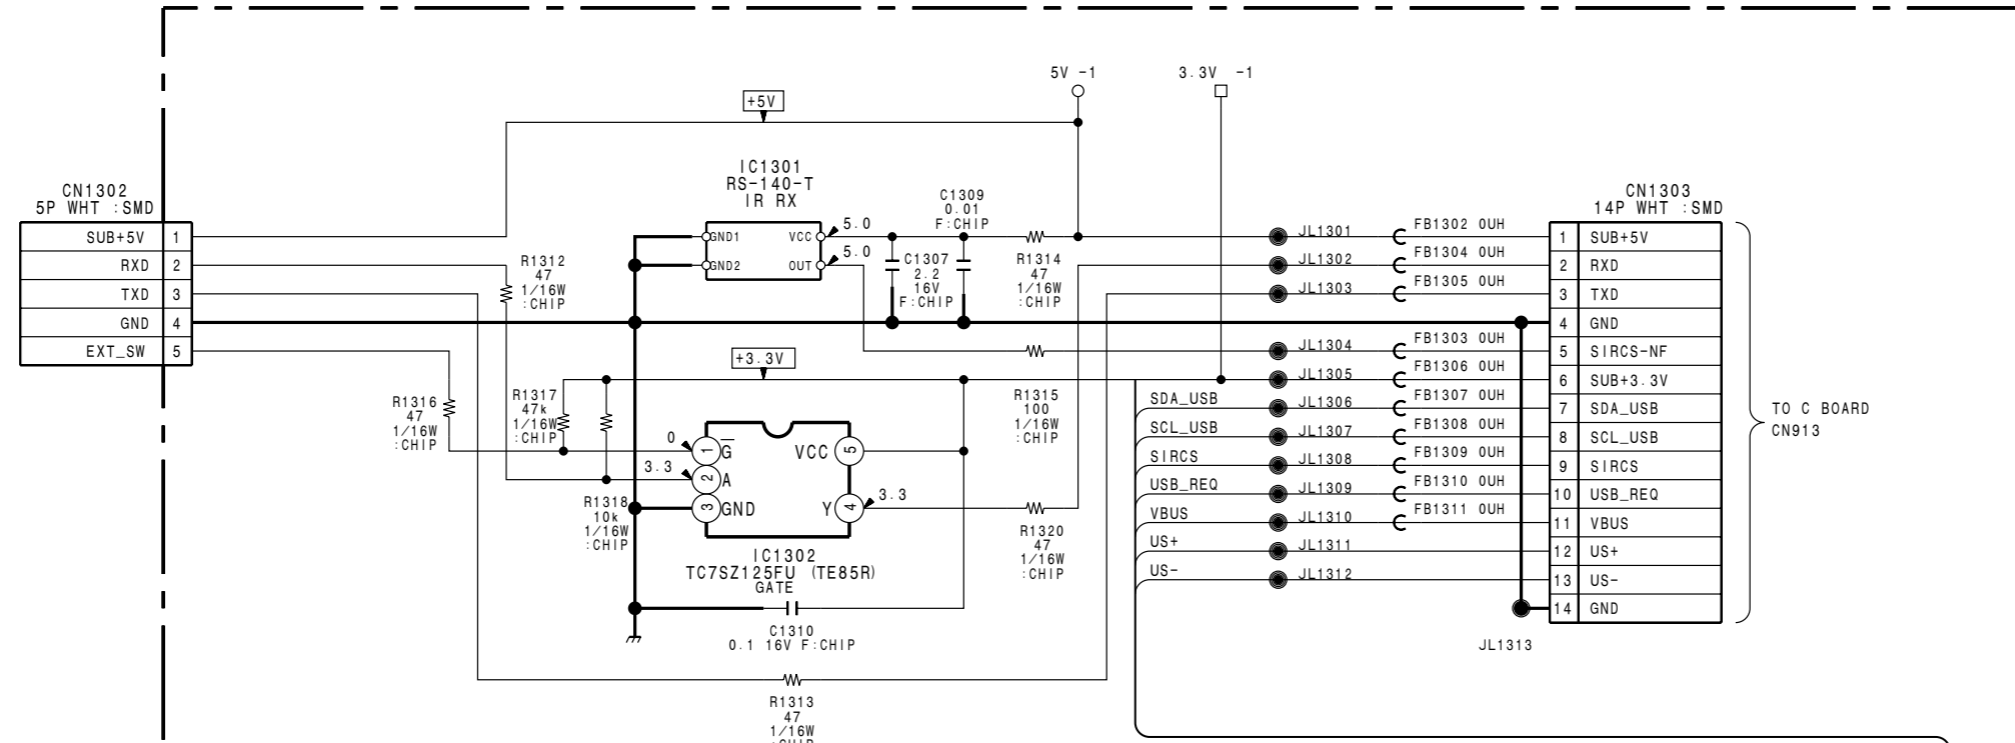 5V -1
3.3V -1
+5V
IC1301
RS-140-T
IR RX
GND1
GND2
VCC
OUT
5.0
5.0
C1309
0.01
F:CHIP
C1307
2.2
16V
F:CHIP
R1314
47
1/16W
:CHIP
CN1302
5P WHT :SMD
SUB+5V 1
RXD 2
TXD 3
GND 4
EXT_SW 5
R1312
47
1/16W
:CHIP
R1316
47
1/16W
:CHIP
R1317
47k
1/16W
:CHIP
+3.3V
0
3.3
1 G
2 A
3 GND
VCC 5
Y 4
3.3
R1318
10k
1/16W
:CHIP
IC1302
TC7SZ125FU (TE85R)
GATE
C1310
0.1 16V F:CHIP
R1313
47
1/16W
:CHIP
R1315
100
1/16W
:CHIP
R1320
47
1/16W
:CHIP
SDA_USB
SCL_USB
SIRCS
USB_REQ
VBUS
US+
US-
JL1301
JL1302
JL1303
JL1304
JL1305
JL1306
JL1307
JL1308
JL1309
JL1310
JL1311
JL1312
FB1302 0UH
FB1304 0UH
FB1305 0UH
FB1303 0UH
FB1306 0UH
FB1307 0UH
FB1308 0UH
FB1309 0UH
FB1310 0UH
FB1311 0UH
CN1303
14P WHT :SMD
1 SUB+5V
2 RXD
3 TXD
4 GND
5 SIRCS-NF
6 SUB+3.3V
7 SDA_USB
8 SCL_USB
9 SIRCS
10 USB_REQ
11 VBUS
12 US+
13 US-
14 GND
JL1313
TO C BOARD
CN913